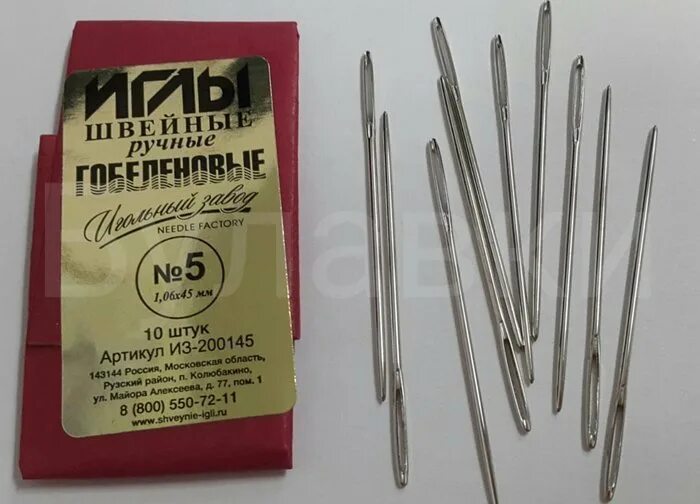 ИГЛЫ
ШВЕЙНЫЕ
ручные
ГОБЕЛЕНОВЫЕ
Игольный завод
NEEDLE FACTORY
№5
1,06х45 мм
10 штук
Артикул ИЗ-200145
143144 Россия, Московская область,
Рузский район, п. Колюбакино,
ул. Майора Алексеева, д. 77, пом. 1
8 (800) 550-72-11
www.shveynie-igli.ru
Булавки